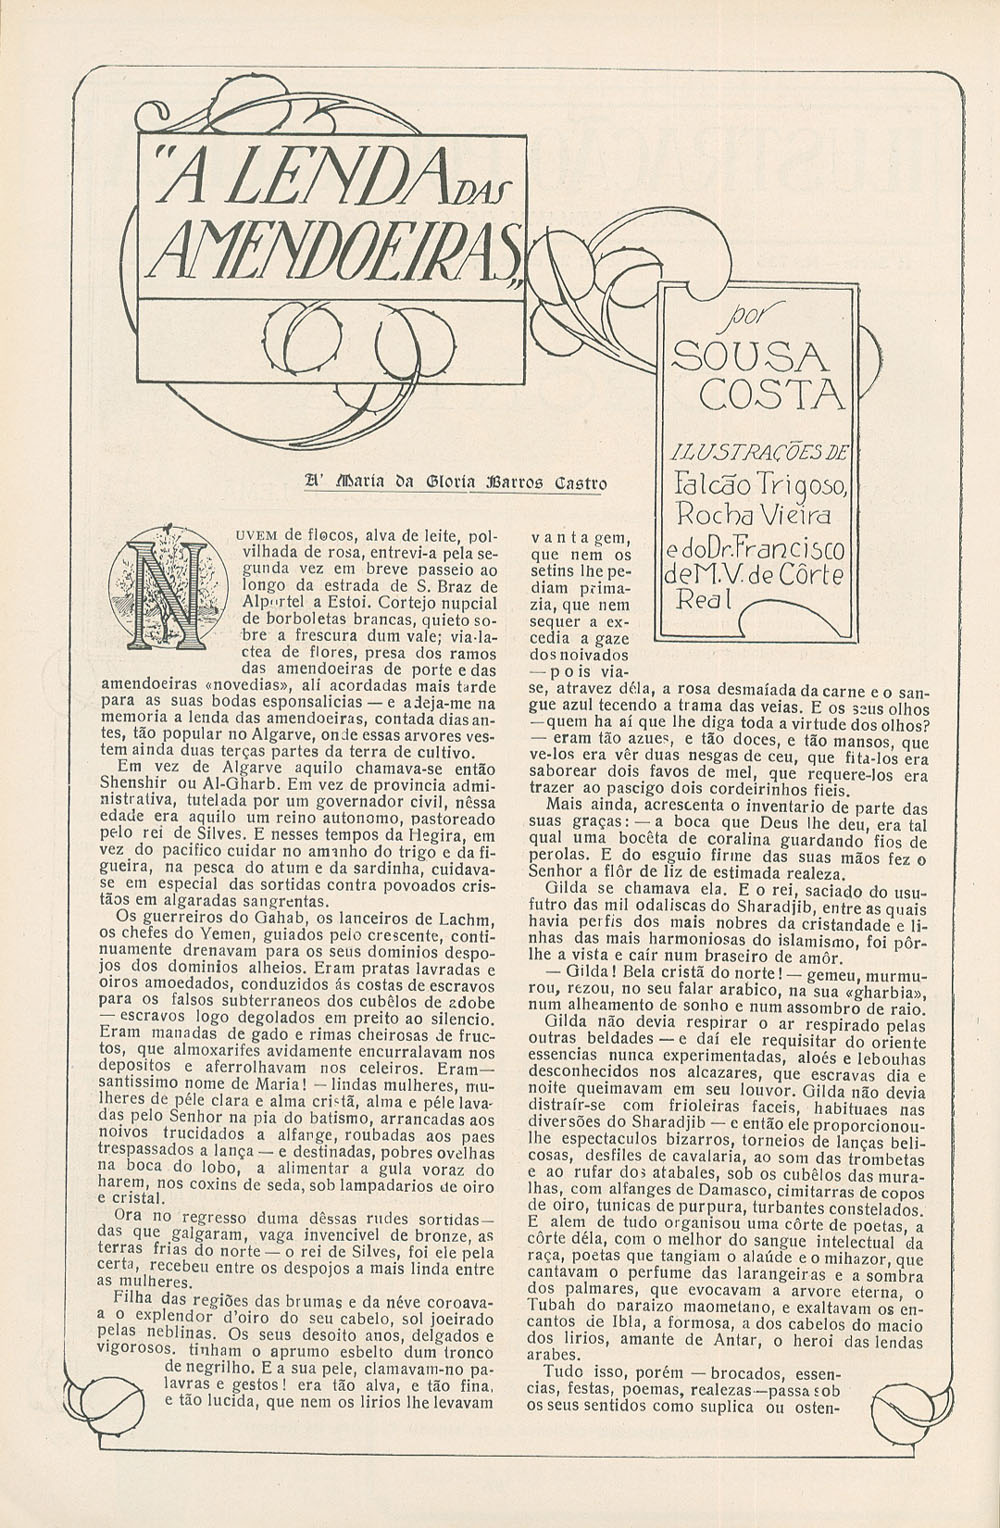 "A LENDA DAS
AMENDOEIRAS„
por
SOUSA
COSTA
ILUSTRAÇÕES DE
Falcão Trigoso,
Rocha Vieira
e do Dr. Francisco
de M. V. de Côrte
Real
A' Maria da Gloria Barros Castro
NUVEM de flocos, alva de leite, pol-
vilhada de rosa, entrevi-a pela se-
gunda vez em breve passeio ao
longo da estrada de S. Braz de
Alportel a Estoi. Cortejo nupcial
de borboletas brancas, quieto so-
bre a frescura dum vale; via-la-
ctea de flores, presa dos ramos
das amendoeiras de porte e das
amendoeiras «novedias», alí acordadas mais tarde
para as suas bodas esponsalicias — e adeja-me na
memoria a lenda das amendoeiras, contada dias an-
tes, tão popular no Algarve, onde essas arvores ves-
tem ainda duas terças partes da terra de cultivo.
Em vez de Algarve aquilo chamava-se então
Shenshir ou Al-Gharb. Em vez de provincia admi-
nistrativa, tutelada por um governador civil, nêssa
edade era aquilo um reino autonomo, pastoreado
pelo rei de Silves. E nesses tempos da Hegira, em
vez do pacifico cuidar no amanho do trigo e da fi-
gueira, na pesca do atum e da sardinha, cuidava-
se em especial das sortidas contra povoados cris-
tãos em algaradas sangrentas.
Os guerreiros do Gahab, os lanceiros de Lachm,
os chefes do Yemen, guiados pelo crescente, conti-
nuamente drenavam para os seus dominios despo-
jos dos dominios alheios. Eram pratas lavradas e
oiros amoedados, conduzidos ás costas de escravos
para os falsos subterraneos dos cubêlos de adobe
— escravos logo degolados em preito ao silencio.
Eram manadas de gado e rimas cheirosas de fruc-
tos, que almoxarifes avidamente encurralavam nos
depositos e aferrolhavam nos celeiros. Eram—
santissimo nome de Maria! — lindas mulheres, mu-
lheres de péle clara e alma cristã, alma e péle lava-
das pelo Senhor na pia do batismo, arrancadas aos
noivos trucidados a alfange, roubadas aos paes
trespassados a lança — e destinadas, pobres ovelhas
na boca do lobo, a alimentar a gula voraz do
harem, nos coxins de seda, sob lampadarios de oiro
e cristal.
Ora no regresso duma dêssas rudes sortidas—
das que galgaram, vaga invencivel de bronze, as
terras frias do norte — o rei de Silves, foi ele pela
certa, recebeu entre os despojos a mais linda entre
as mulheres.
Filha das regiões das brumas e da néve coroava-
a o explendor d'oiro do seu cabelo, sol joeirado
pelas neblinas. Os seus desoito anos, delgados e
vigorosos. tinham o aprumo esbelto dum tronco
de negrilho. E a sua pele, clamavam-no pa-
lavras e gestos! era tão alva, e tão fina,
e tão lucida, que nem os lirios lhe levavam
vantagem,
que nem os
setins lhe pe-
diam prima-
zia, que nem
sequer a ex-
cedia a gaze
dos noivados
— pois via-
se, atravez déla, a rosa desmaíada da carne e o san-
gue azul tecendo a trama das veias. E os seus olhos
—quem ha aí que lhe diga toda a virtude dos olhos?
— eram tão azues, e tão doces, e tão mansos, que
ve-los era vêr duas nesgas de ceu, que fita-los era
saborear dois favos de mel, que requere-los era
trazer ao pascigo dois cordeirinhos fieis.
Mais ainda, acrescenta o inventario de parte das
suas graças: — a boca que Deus lhe deu, era tal
qual uma bocêta de coralina guardando fios de
perolas. E do esguio firme das suas mãos fez o
Senhor a flôr de liz de estimada realeza.
Gilda se chamava ela. E o rei, saciado do usu-
futro das mil odaliscas do Sharadjib, entre as quais
havia perfis dos mais nobres da cristandade e li-
nhas das mais harmoniosas do islamismo, foi pôr-
lhe a vista e caír num braseiro de amôr.
— Gilda! Bela cristã do norte! — gemeu, murmu-
rou, rezou, no seu falar arabico, na sua «gharbia»,
num alheamento de sonho e num assombro de raio.
Gilda não devia respirar o ar respirado pelas
outras beldades — e daí ele requisitar do oriente
essencias nunca experimentadas, aloés e lebouhas
desconhecidos nos alcazares, que escravas dia e
noite queimavam em seu louvor. Gilda não devia
distraír-se com frioleiras faceis, habituaes nas
diversões do Sharadjib — e então ele proporcionou-
lhe espectaculos bizarros, torneios de lanças beli-
cosas, desfiles de cavalaria, ao som das trombetas
e ao rufar dos atabales, sob os cubêlos das mura-
lhas, com alfanges de Damasco, cimitarras de copos
de oiro, tunicas de purpura, turbantes constelados.
E alem de tudo organisou uma côrte de poetas, a
côrte déla, com o melhor do sangue intelectual da
raça, poetas que tangiam o alaúde e o mihazor, que
cantavam o perfume das larangeiras e a sombra
dos palmares, que evocavam a arvore eterna, o
Tubah do paraizo maometano, e exaltavam os en-
cantos de Ibla, a formosa, a dos cabelos do macio
dos lirios, amante de Antar, o heroi das lendas
arabes.
Tudo isso, porém — brocados, essen-
cias, festas, poemas, realezas—passa sob
os seus sentidos como suplica ou osten-